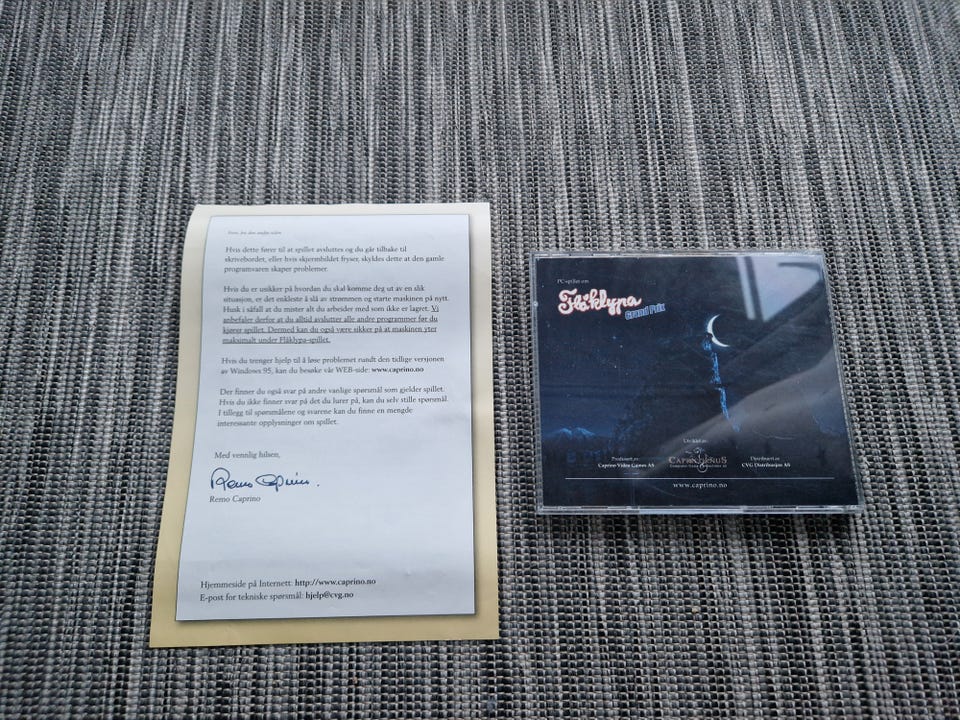 Hvis dette fører til at spillet avsluttes og du går tilbake til
skrivebordet, eller hvis skjermbildet fryser, skyldes dette at den gamle
programvaren skaper problemer.
Hvis du er usikker på hvordan du skal komme deg ut av en slik
situasjon, er det enkleste å slå av strømmen og starte maskinen på nytt.
Husk i såfall at du mister alt du arbeider med som ikke er lagret. Vi
anbefaler derfor at du alltid avslutter alle andre programmer før du
kjører spillet. Dermed kan du også være sikker på at maskinen yter
maksimalt under Flåklypa-spillet.
Hvis du trenger hjelp til å løse problemet rundt den tidlige versjonen
av Windows 95, kan du besøke vår WEB-side: www.caprino.no
Der finner du også svar på andre vanlige spørsmål som gjelder spillet.
Hvis du ikke finner svar på det du lurer på, kan du selv stille spørsmål.
I tillegg til spørsmålene og svarene kan du finne en mengde
interessante opplysninger om spillet.
Med vennlig hilsen,
Remo Caprino.
Remo Caprino
Hjemmeside på Internett: http://www.caprino.no
E-post for tekniske spørsmål: hjelp@cvg.no
PC-spillet om
Flåklypa
Grand Prix
Utviklet av:
Produsert av
Caprino Video Games AS
Distribuert av
CVG Distribusjon AS
www.caprino.no